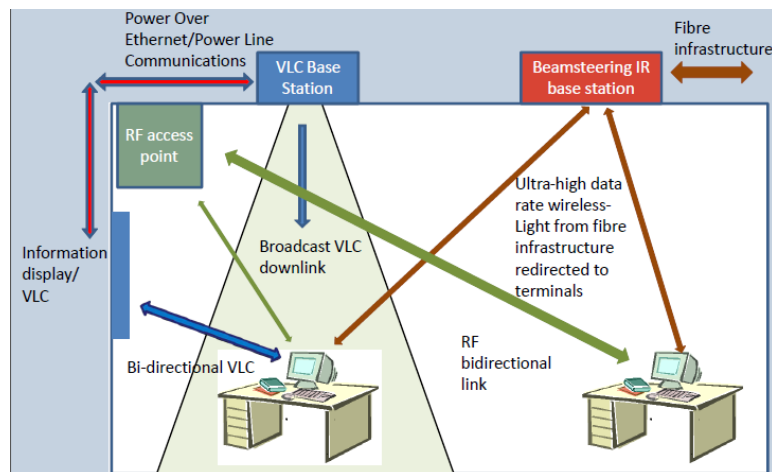 Power Over
Ethernet/Power Line
Communications
VLC Base
Station
Beamsteering IR
base station
Fibre
infrastructure
RF access
point
Ultra-high data
rate wireless-
Light from fibre
infrastructure
redirected to
terminals
Broadcast VLC
downlink
Information
display/
VLC
Bi-directional VLC
RF
bidirectional
link